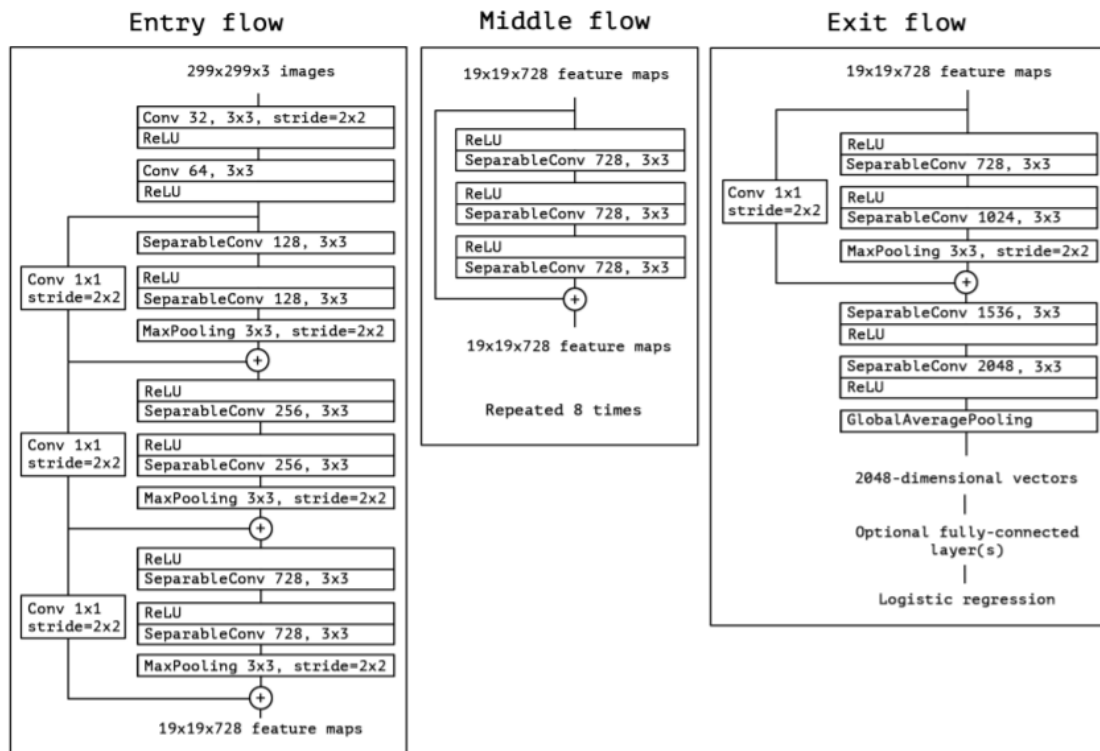 Entry flow
299x299x3 images
Conv 32, 3x3, stride=2x2
ReLU
Conv 64, 3x3
ReLU
SeparableConv 128, 3x3
Conv 1x1
stride=2x2
ReLU
SeparableConv 128, 3x3
MaxPooling 3x3, stride=2x2
+
ReLU
SeparableConv 256, 3x3
Conv 1x1
stride=2x2
ReLU
SeparableConv 256, 3x3
MaxPooling 3x3, stride=2x2
+
ReLU
SeparableConv 728, 3x3
Conv 1x1
stride=2x2
ReLU
SeparableConv 728, 3x3
MaxPooling 3x3, stride=2x2
+
19x19x728 feature maps
Middle flow
19x19x728 feature maps
ReLU
SeparableConv 728, 3x3
ReLU
SeparableConv 728, 3x3
ReLU
SeparableConv 728, 3x3
+
19x19x728 feature maps
Repeated 8 times
Exit flow
19x19x728 feature maps
ReLU
SeparableConv 728, 3x3
Conv 1x1
stride=2x2
ReLU
SeparableConv 1024, 3x3
MaxPooling 3x3, stride=2x2
+
SeparableConv 1536, 3x3
ReLU
SeparableConv 2048, 3x3
ReLU
GlobalAveragePooling
2048-dimensional vectors
Optional fully-connected
layer(s)
Logistic regression